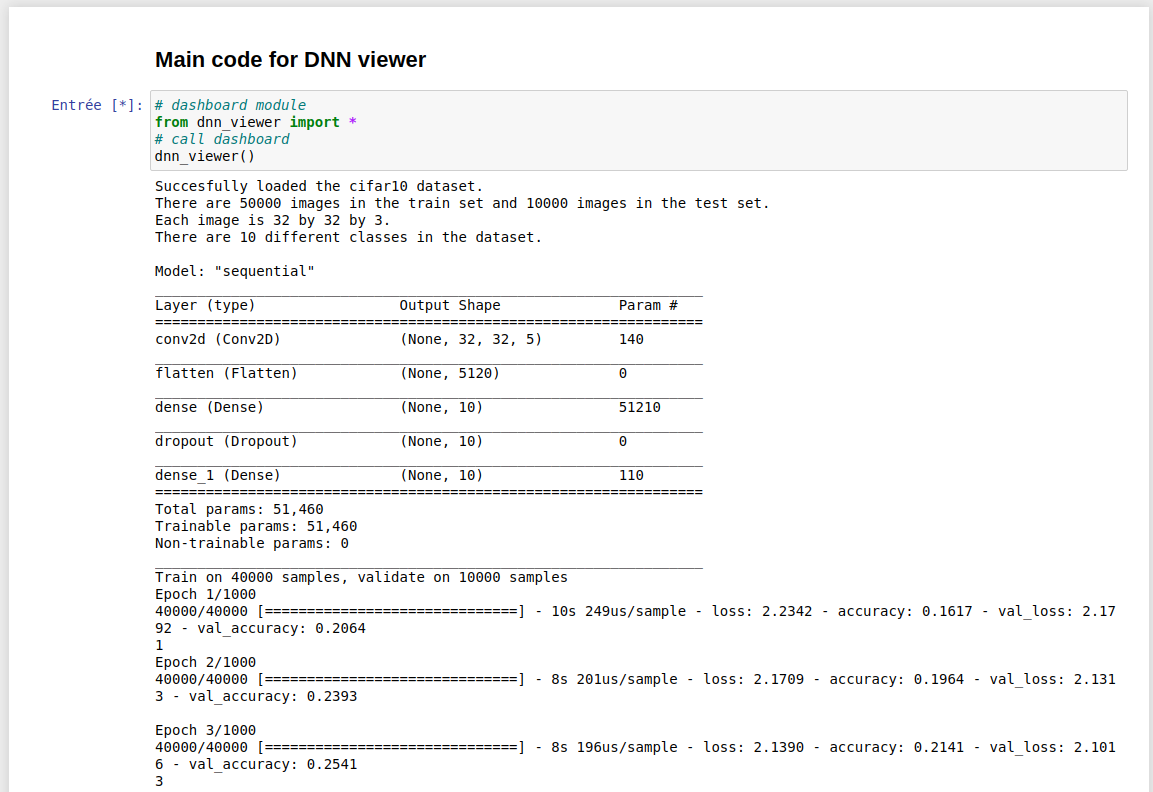 Main code for DNN viewer
Entrée [*]:
# dashboard module
from dnn_viewer import *
# call dashboard
dnn_viewer()
Succesfully loaded the cifar10 dataset.
There are 50000 images in the train set and 10000 images in the test set.
Each image is 32 by 32 by 3.
There are 10 different classes in the dataset.
Model: "sequential"
_________________________________________________________________
Layer (type)                 Output Shape              Param #
=================================================================
conv2d (Conv2D)              (None, 32, 32, 5)         140
_________________________________________________________________
flatten (Flatten)            (None, 5120)              0
_________________________________________________________________
dense (Dense)                (None, 10)                51210
_________________________________________________________________
dropout (Dropout)            (None, 10)                0
_________________________________________________________________
dense_1 (Dense)              (None, 10)                110
=================================================================
Total params: 51,460
Trainable params: 51,460
Non-trainable params: 0
_________________________________________________________________
Train on 40000 samples, validate on 10000 samples
Epoch 1/1000
40000/40000 [==============================] - 10s 249us/sample - loss: 2.2342 - accuracy: 0.1617 - val_loss: 2.17
92 - val_accuracy: 0.2064
1
Epoch 2/1000
40000/40000 [==============================] - 8s 201us/sample - loss: 2.1709 - accuracy: 0.1964 - val_loss: 2.131
3 - val_accuracy: 0.2393
Epoch 3/1000
40000/40000 [==============================] - 8s 196us/sample - loss: 2.1390 - accuracy: 0.2141 - val_loss: 2.101
6 - val_accuracy: 0.2541
3